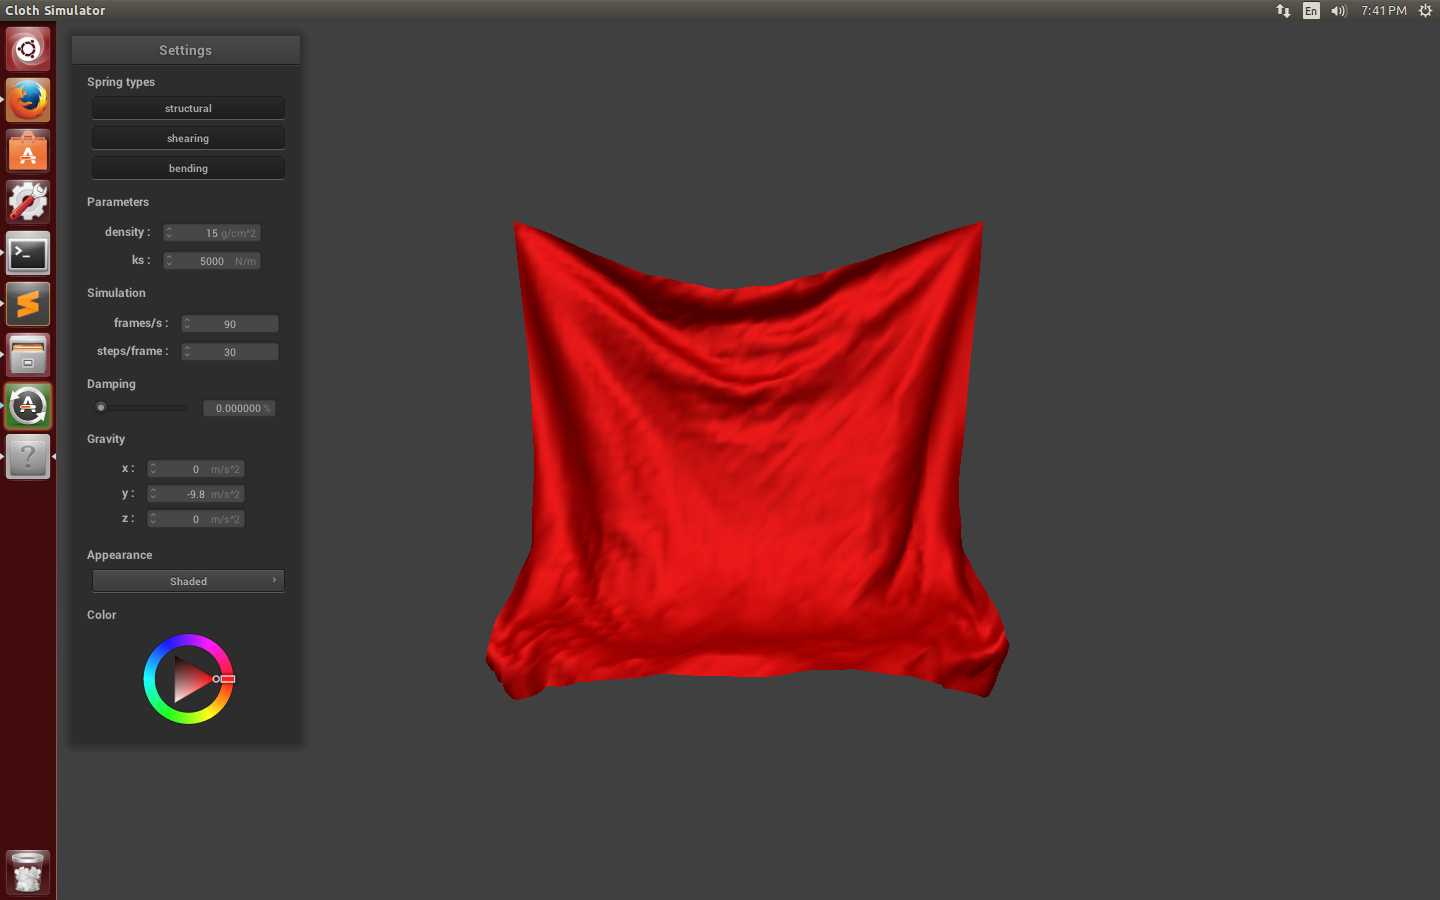 Cloth Simulator
En
7:41 PM
Settings
Spring types
structural
shearing
bending
Parameters
density :
15 g/cm^2
ks :
5000 N/m
Simulation
frames/s :
90
steps/frame :
30
Damping
0.000000 %
Gravity
x :
0 m/s^2
y :
-9.8 m/s^2
z :
0 m/s^2
Appearance
Shaded
Color